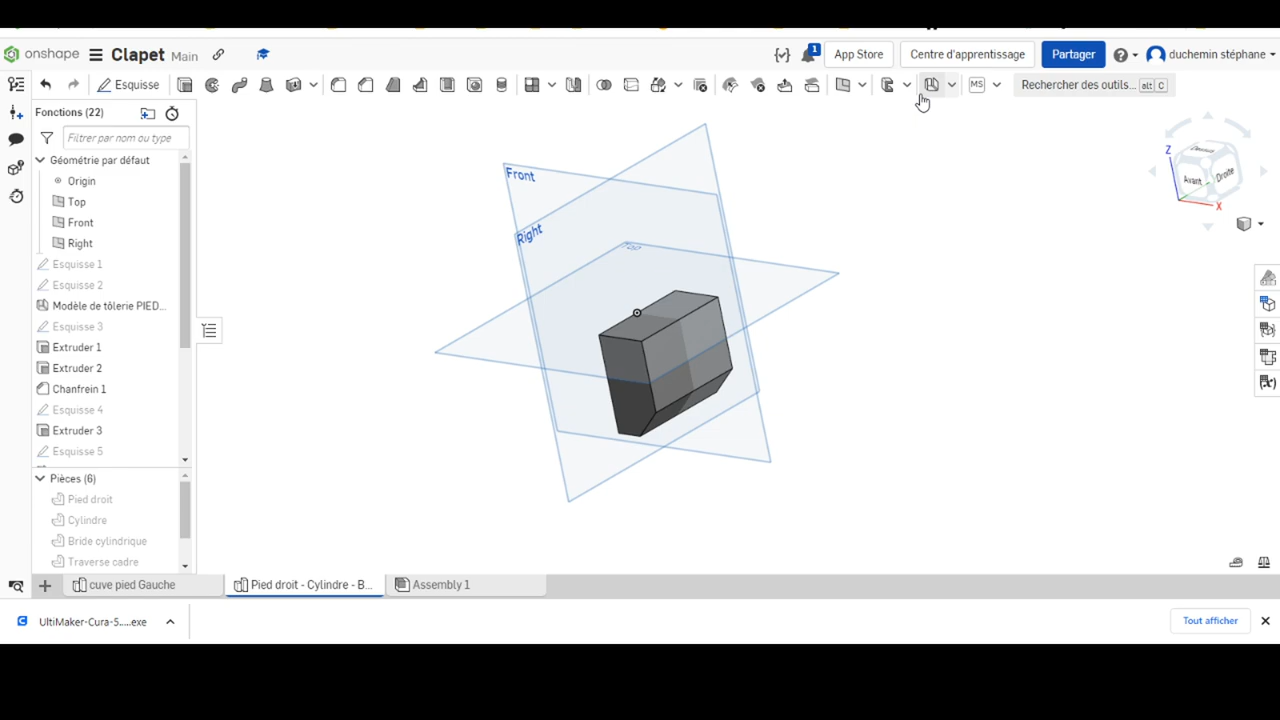 onshape
Clapet Main
1
App Store
Centre d'apprentissage
Partager
duchemin stéphane
Esquisse
MS
Rechercher des outils... alt C
Fonctions (22)
Filtrer par nom ou type
Géométrie par défaut
Origin
Top
Front
Right
Esquisse 1
Esquisse 2
Modèle de tôlerie PIED...
Esquisse 3
Extruder 1
Extruder 2
Chanfrein 1
Esquisse 4
Extruder 3
Esquisse 5
Pièces (6)
Pied droit
Cylindre
Bride cylindrique
Traverse cadre
Front
Right
Top
Z
Avant
Droite
X
cuve pied Gauche
Pied droit - Cylindre - B...
Assembly 1
UltiMaker-Cura-5.....exe
Tout afficher